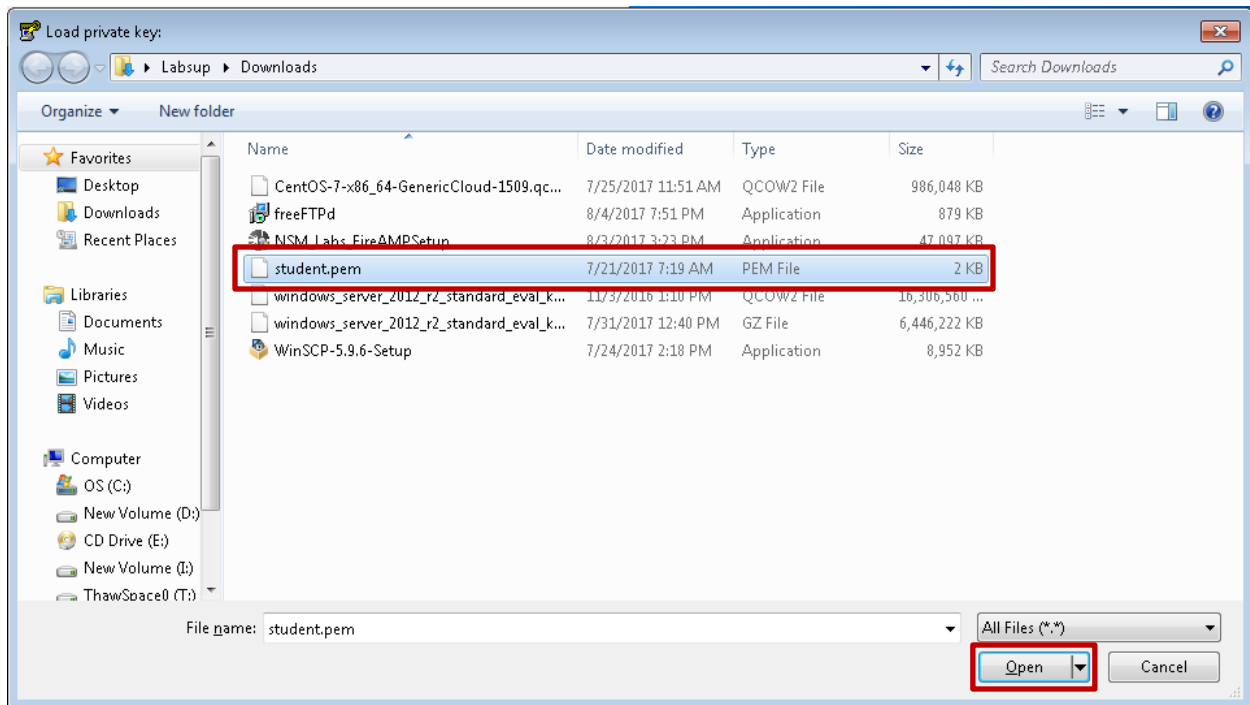 Load private key:
Labsup Downloads
Search Downloads
Organize New folder
Favorites
Desktop
Downloads
Recent Places
Libraries
Documents
Music
Pictures
Videos
Computer
OS (C:)
New Volume (D:)
CD Drive (E:)
New Volume (I:)
ThawSpace0 (T:)
Name Date modified Type Size
CentOS-7-x86_64-GenericCloud-1509.qc... 7/25/2017 11:51 AM QCOW2 File 986,048 KB
freeFTPd 8/4/2017 7:51 PM Application 879 KB
NSM_Labs_FireAMPSetup 8/3/2017 3:23 PM Application 47,097 KB
student.pem 7/21/2017 7:19 AM PEM File 2 KB
windows_server_2012_r2_standard_eval_k... 11/3/2016 1:10 PM QCOW2 File 16,306,560 ...
windows_server_2012_r2_standard_eval_k... 7/31/2017 12:40 PM GZ File 6,446,222 KB
WinSCP-5.9.6-Setup 7/24/2017 2:18 PM Application 8,952 KB
File name: student.pem All Files (*.*)
Open Cancel